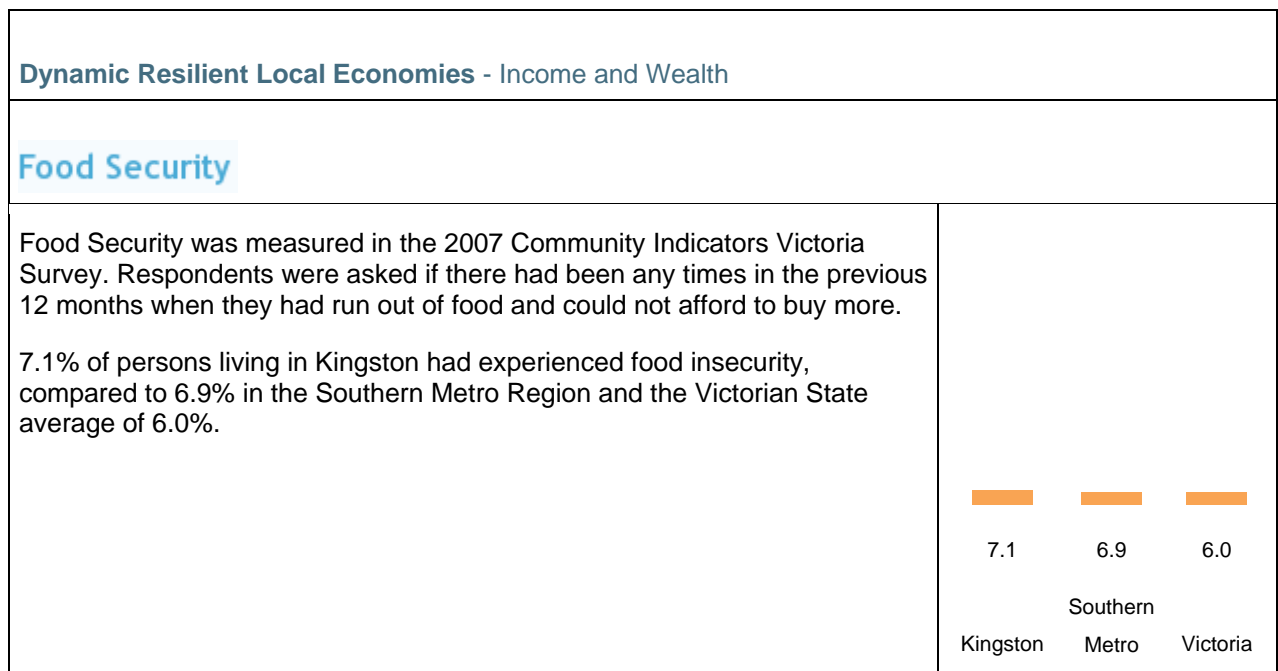 Dynamic Resilient Local Economies - Income and Wealth
Food Security
Food Security was measured in the 2007 Community Indicators Victoria
Survey. Respondents were asked if there had been any times in the previous
12 months when they had run out of food and could not afford to buy more.
7.1% of persons living in Kingston had experienced food insecurity,
compared to 6.9% in the Southern Metro Region and the Victorian State
average of 6.0%.
7.1 6.9 6.0
Southern
Kingston Metro Victoria